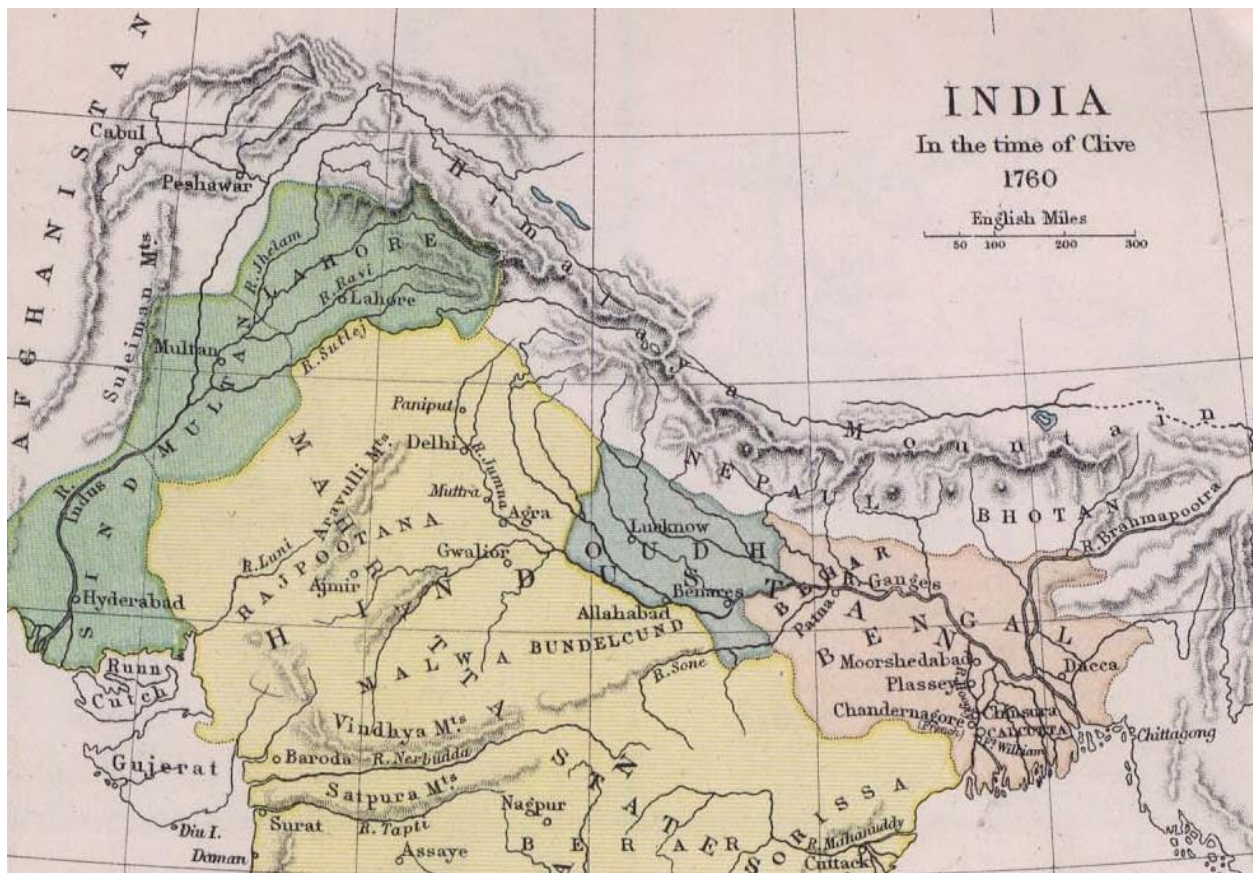 INDIA
In the time of Clive
1760
English Miles
50 100 200 300
AFGHANISTAN
Cabul
Peshawar
Himalaya Mountain
Suleiman Mts
R. Jhelam
LAHORE
R. Ravi
Lahore
Multan
MULTAN
R. Sutlej
R. Indus
SIND
Hyderabad
Runn
Cutch
Gujerat
Diu I.
Daman
Paniput
Delhi
R. Jumna
Muttra
Agra
Aravulli Mts
MAHRATTA STATE
R. Luni
RAJPOOTANA
Ajmir
Gwalior
HINDUSTAN
OUDH
Lucknow
Benares
Allahabad
BUNDELCUND
MALWA
R. Sone
Vindhya Mts
Baroda
R. Nerbudda
Satpura Mts
Surat
R. Tapti
Nagpur
Assaye
BERAR
ORISSA
R. Mahanuddy
Cuttack
NEPAUL
BHOTAN
R. Brahmapootra
BEHAR
R. Ganges
Patna
BENGAL
Moorshedabad
Plassey
R. Hoogly
Chandernagore
(French)
Chinsura
CALCUTTA
Ft William
Dacca
Chittagong